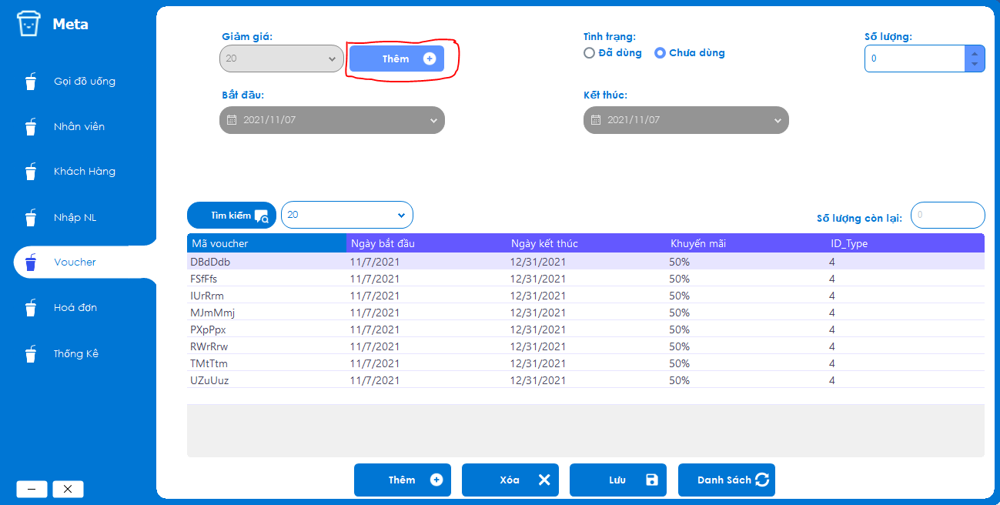 Meta
Gọi đồ uống
Nhân viên
Khách Hàng
Nhập NL
Voucher
Hoá đơn
Thống Kê
Giảm giá:
20
Thêm
Tình trạng:
Đã dùng
Chưa dùng
Số lượng:
0
Bắt đầu:
2021/11/07
Kết thúc:
2021/11/07
Tìm kiếm
20
Số lượng còn lại:
0
Mã voucher Ngày bắt đầu Ngày kết thúc Khuyến mãi ID_Type
DBdDdb 11/7/2021 12/31/2021 50% 4
FSfFfs 11/7/2021 12/31/2021 50% 4
IUrRrm 11/7/2021 12/31/2021 50% 4
MJmMmj 11/7/2021 12/31/2021 50% 4
PXpPpx 11/7/2021 12/31/2021 50% 4
RWrRrw 11/7/2021 12/31/2021 50% 4
TMtTtm 11/7/2021 12/31/2021 50% 4
UZuUuz 11/7/2021 12/31/2021 50% 4
Thêm
Xóa
Lưu
Danh Sách